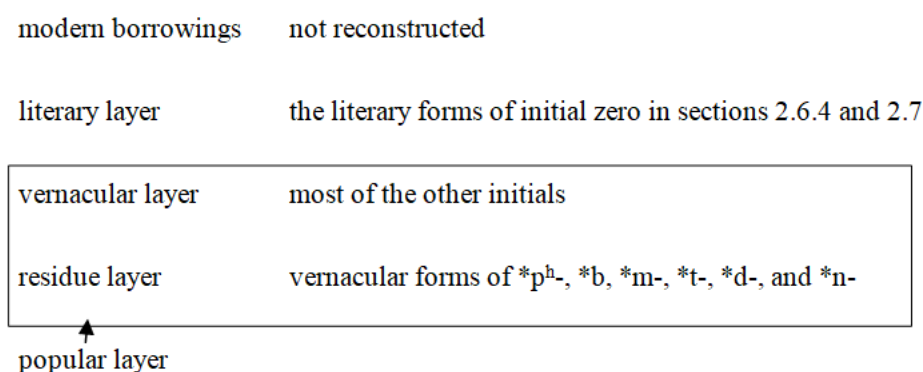 modern borrowings not reconstructed
literary layer the literary forms of initial zero in sections 2.6.4 and 2.7
vernacular layer most of the other initials
residue layer vernacular forms of *pʰ-, *b, *m-, *t-, *d-, and *n-
popular layer